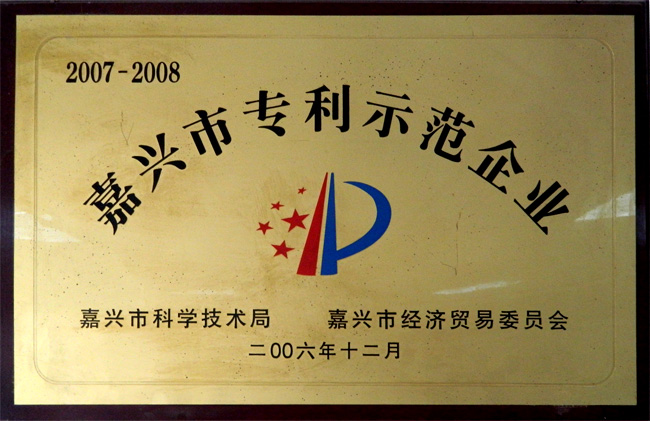 2007-2008
嘉兴市专利示范企业
嘉兴市科学技术局 嘉兴市经济贸易委员会
二00六年十二月